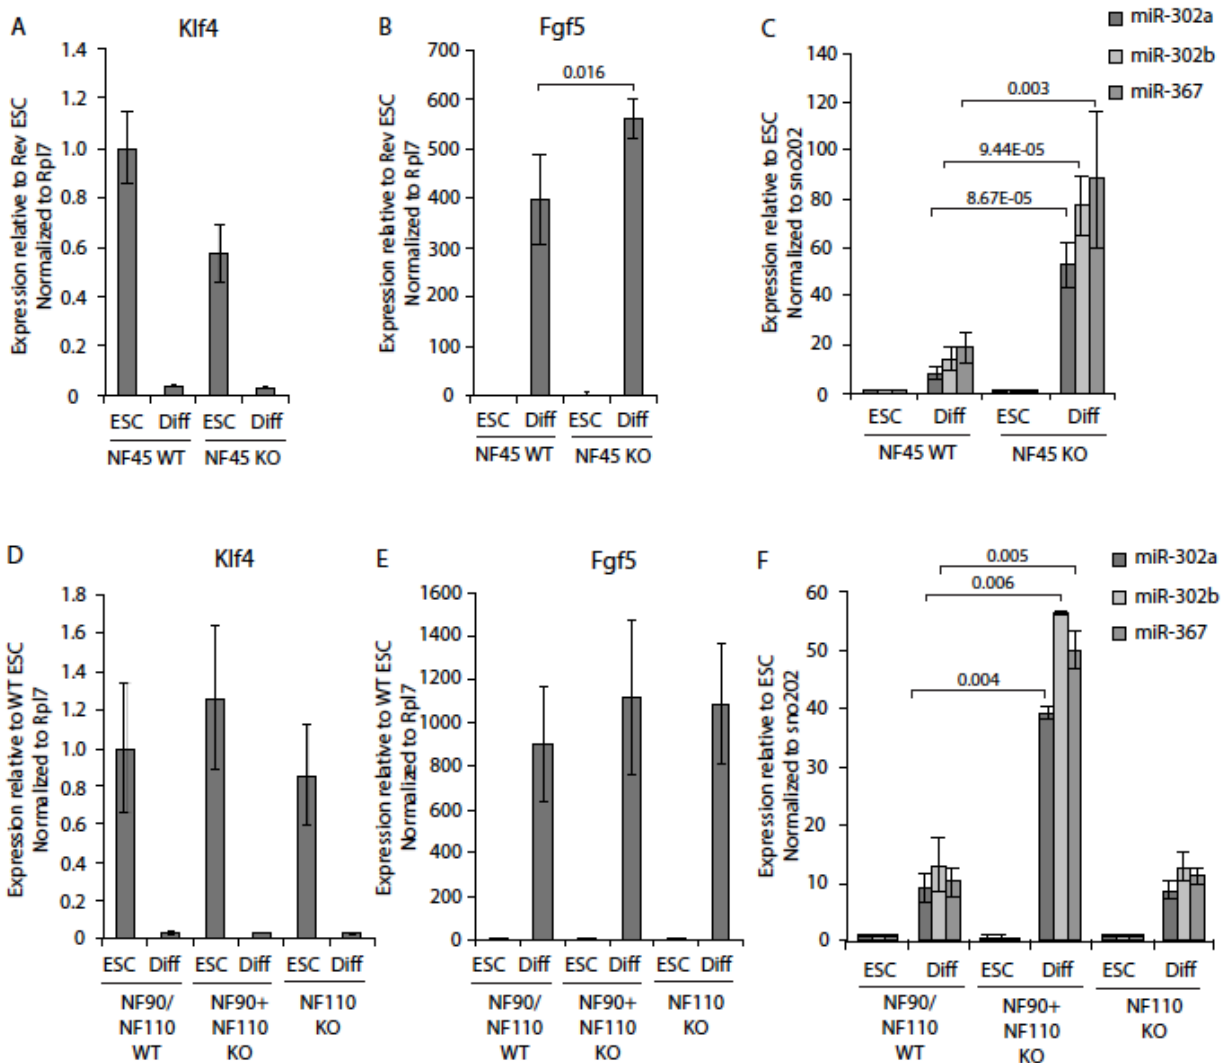 A
Klf4
Expression relative to Rev ESC
Normalized to Rpl7
1.4
1.2
1.0
0.8
0.6
0.4
0.2
0
ESC Diff ESC Diff
NF45 WT NF45 KO
B
Fgf5
Expression relative to Rev ESC
Normalized to Rpl7
700
600
500
400
300
200
100
0
0.016
ESC Diff ESC Diff
NF45 WT NF45 KO
C
miR-302a
miR-302b
miR-367
Expression relative to ESC
Normalized to sno202
140
120
100
80
60
40
20
0
0.003
9.44E-05
8.67E-05
ESC Diff ESC Diff
NF45 WT NF45 KO
D
Klf4
Expression relative to WT ESC
Normalized to Rpl7
1.8
1.6
1.4
1.2
1.0
0.8
0.6
0.4
0.2
0
ESC Diff ESC Diff ESC Diff
NF90/ NF90+ NF110
NF110 NF110 KO
WT KO
E
Fgf5
Expression relative to WT ESC
Normalized to Rpl7
1600
1400
1200
1000
800
600
400
200
0
ESC Diff ESC Diff ESC Diff
NF90/ NF90+ NF110
NF110 NF110 KO
WT KO
F
miR-302a
miR-302b
miR-367
Expression relative to ESC
Normalized to sno202
60
50
40
30
20
10
0
0.005
0.006
0.004
ESC Diff ESC Diff ESC Diff
NF90/ NF90+ NF110
NF110 NF110 KO
WT KO